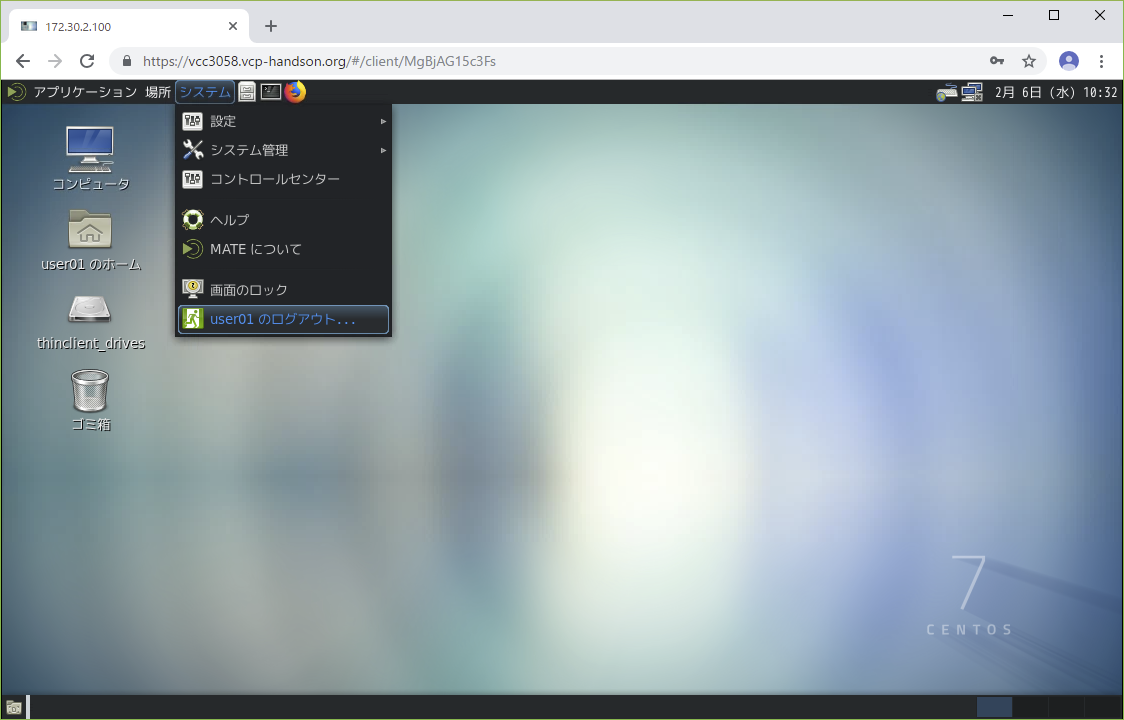 172.30.2.100
https://vcc3058.vcp-handson.org/#/client/MgBjAG15c3Fs
アプリケーション 場所 システム 2月 6日 (水) 10:32
設定
システム管理
コントロールセンター
ヘルプ
MATE について
画面のロック
user01 のログアウト...
コンピュータ
user01 のホーム
thinclient_drives
ゴミ箱
7
CENTOS